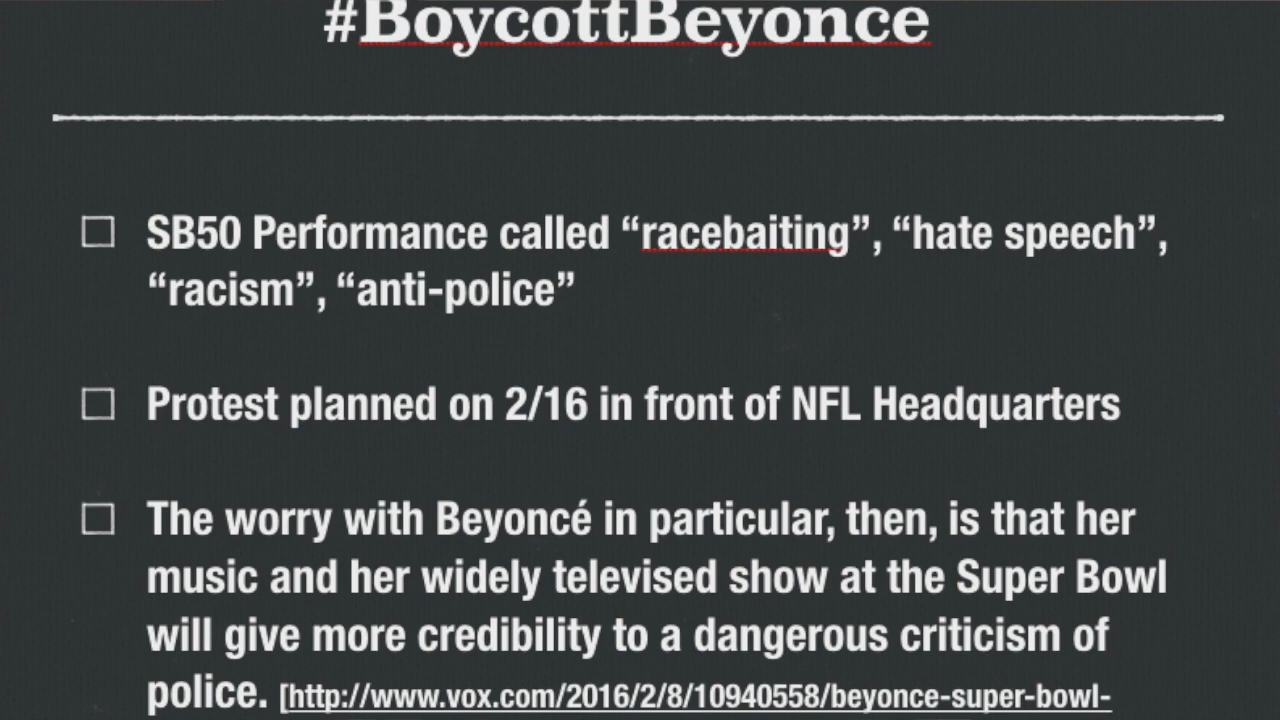 #BoycottBeyonce
SB50 Performance called “racebaiting”, “hate speech”,
“racism”, “anti-police”
Protest planned on 2/16 in front of NFL Headquarters
The worry with Beyoncé in particular, then, is that her
music and her widely televised show at the Super Bowl
will give more credibility to a dangerous criticism of
police. [http://www.vox.com/2016/2/8/10940558/beyonce-super-bowl-